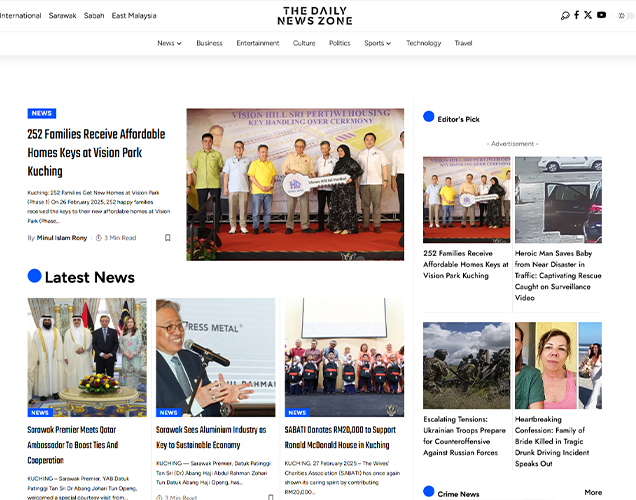 International Sarawak Sabah East Malaysia
THE DAILY
NEWS ZONE
News Business Entertainment Culture Politics Sports Technology Travel
NEWS
252 Families Receive Affordable
Homes Keys at Vision Park
Kuching
Kuching: 252 Families Get New Homes at Vision Park
(Phase I) On 26 February 2025, 252 happy families
received the keys to their new affordable homes at Vision
Park (Phase...
By Minul Islam Rony
3 Min Read
VISION HILL SRI PERTIWI HOUSING
KEY HANDLING OVER CEREMONY
Editor's Pick
- Advertisement -
252 Families Receive
Affordable Homes Keys at
Vision Park Kuching
Heroic Man Saves Baby
from Near Disaster in
Traffic: Captivating Rescue
Caught on Surveillance
Video
Latest News
PRESS METAL
NEWS
NEWS
NEWS
Sarawak Premier Meets Qatar
Ambassador To Boost Ties And
Cooperation
KUCHING – Sarawak Premier, YAB Datuk
Patinggi Tan Sri Dr Abang Johari Tun Openg,
welcomed a special courtesy visit from...
Sarawak Sees Aluminium Industry as
Key to Sustainable Economy
KUCHING — Sarawak Premier, Datuk Patinggi
Tan Sri (Dr) Abang Haji Abdul Rahman Zohari
Tun Datuk Abang Haji Openg, has...
3 Min Read
SABATI Donates RM20,000 to Support
Ronald McDonald House in Kuching
KUCHING, 27 February 2025 – The Wives'
Charities Association (SABATI) has once again
shown its caring spirit by contributing
RM20,000...
Escalating Tensions:
Ukrainian Troops Prepare
for Counteroffensive
Against Russian Forces
Heartbreaking
Confession: Family of
Bride Killed in Tragic
Drunk Driving Incident
Speaks Out
Crime News
More